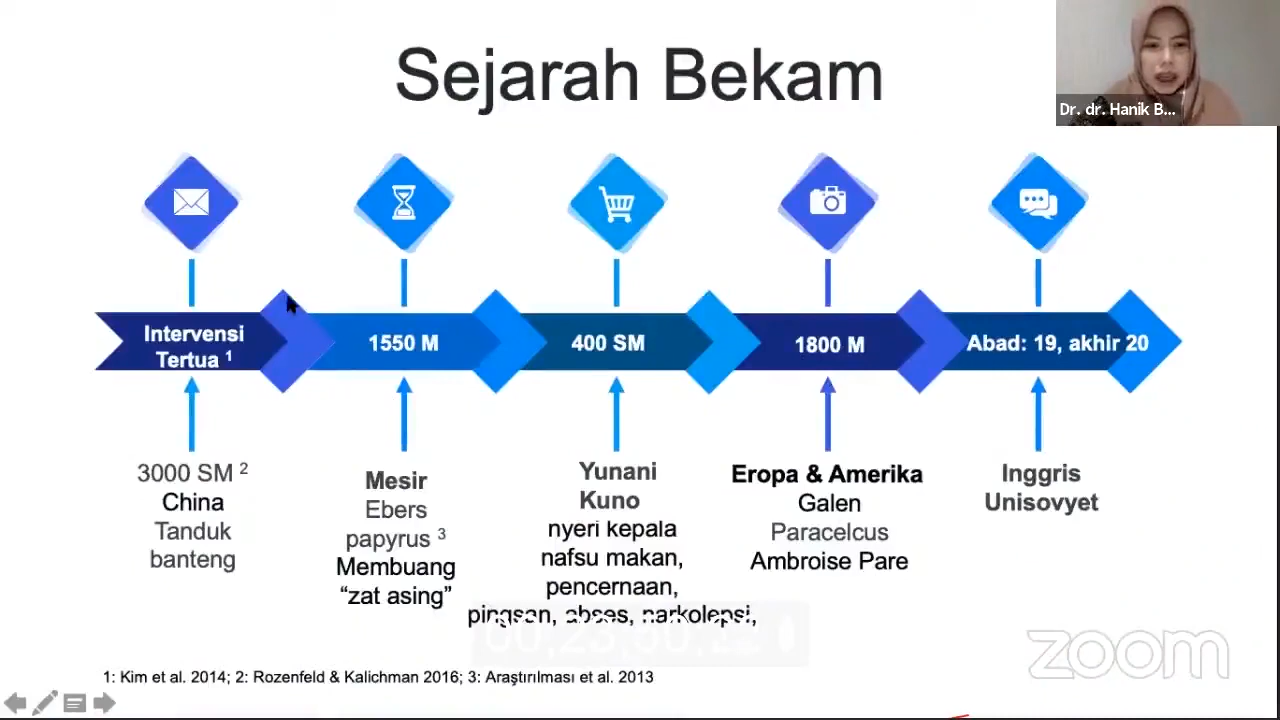 Sejarah Bekam
Dr. dr. Hanik B...
Intervensi
Tertua ¹
1550 M
400 SM
1800 M
Abad: 19, akhir 20
3000 SM ²
China
Tanduk
banteng
Mesir
Ebers
papyrus ³
Membuang
“zat asing”
Yunani
Kuno
nyeri kepala
nafsu makan,
pencernaan,
pingsan, abses, narkolepsi,
Eropa & Amerika
Galen
Paracelcus
Ambroise Pare
Inggris
Unisovyet
zoom
1: Kim et al. 2014; 2: Rozenfeld & Kalichman 2016; 3: Araştırılması et al. 2013